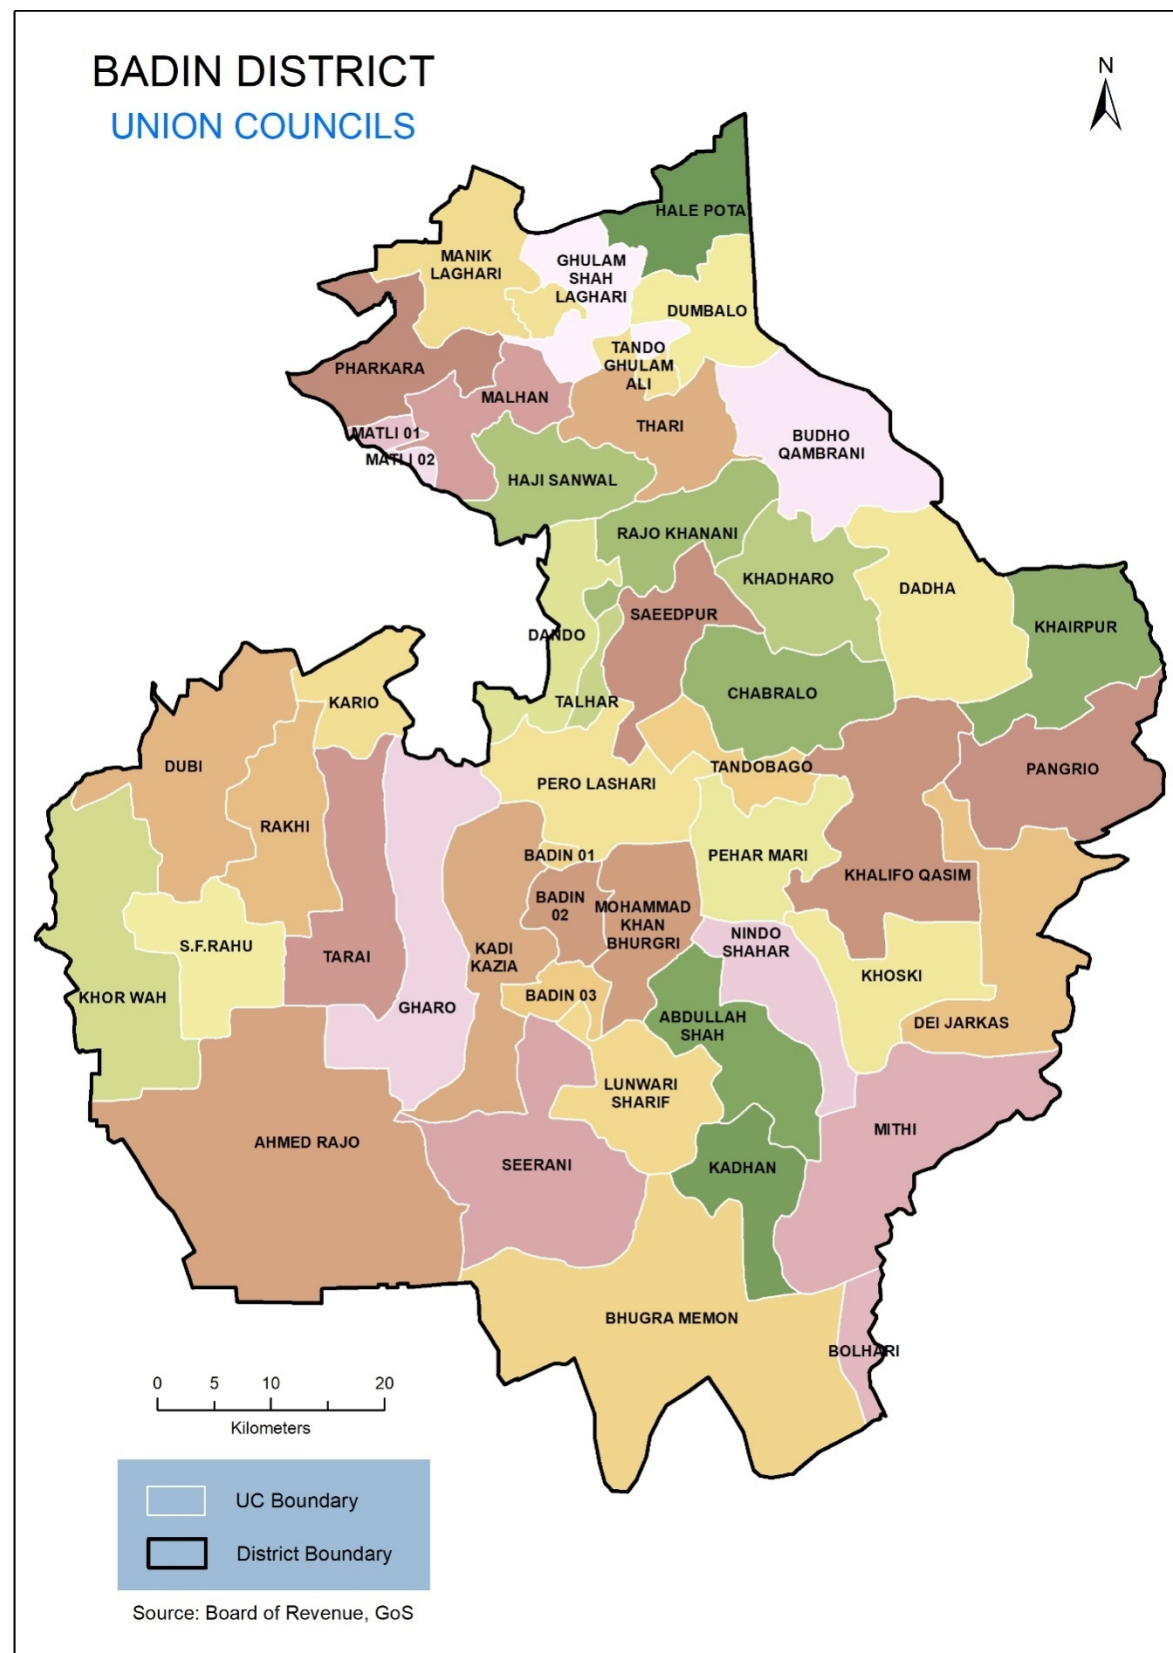 BADIN DISTRICT
UNION COUNCILS
N
HALE POTA
MANIK
LAGHARI
GHULAM
SHAH
LAGHARI
DUMBALO
TANDO
GHULAM
ALI
PHARKARA
MALHAN
THARI
MATLI 01
MATLI 02
BUDHO
QAMBRANI
HAJI SANWAL
RAJO KHANANI
KHADHARO
DADHA
SAEEDPUR
KHAIRPUR
DANDO
TALHAR
CHABRALO
KARIO
DUBI
TANDOBAGO
PANGRIO
PERO LASHARI
RAKHI
BADIN 01
PEHAR MARI
KHALIFO QASIM
BADIN
02
MOHAMMAD
KHAN
BHURGRI
NINDO
SHAHAR
S.F.RAHU
TARAI
KADI
KAZIA
KHOSKI
KHOR WAH
GHARO
BADIN 03
ABDULLAH
SHAH
DEI JARKAS
LUNWARI
SHARIF
AHMED RAJO
MITHI
SEERANI
KADHAN
BHUGRA MEMON
BOLHARI
0 5 10 20
Kilometers
UC Boundary
District Boundary
Source: Board of Revenue, GoS